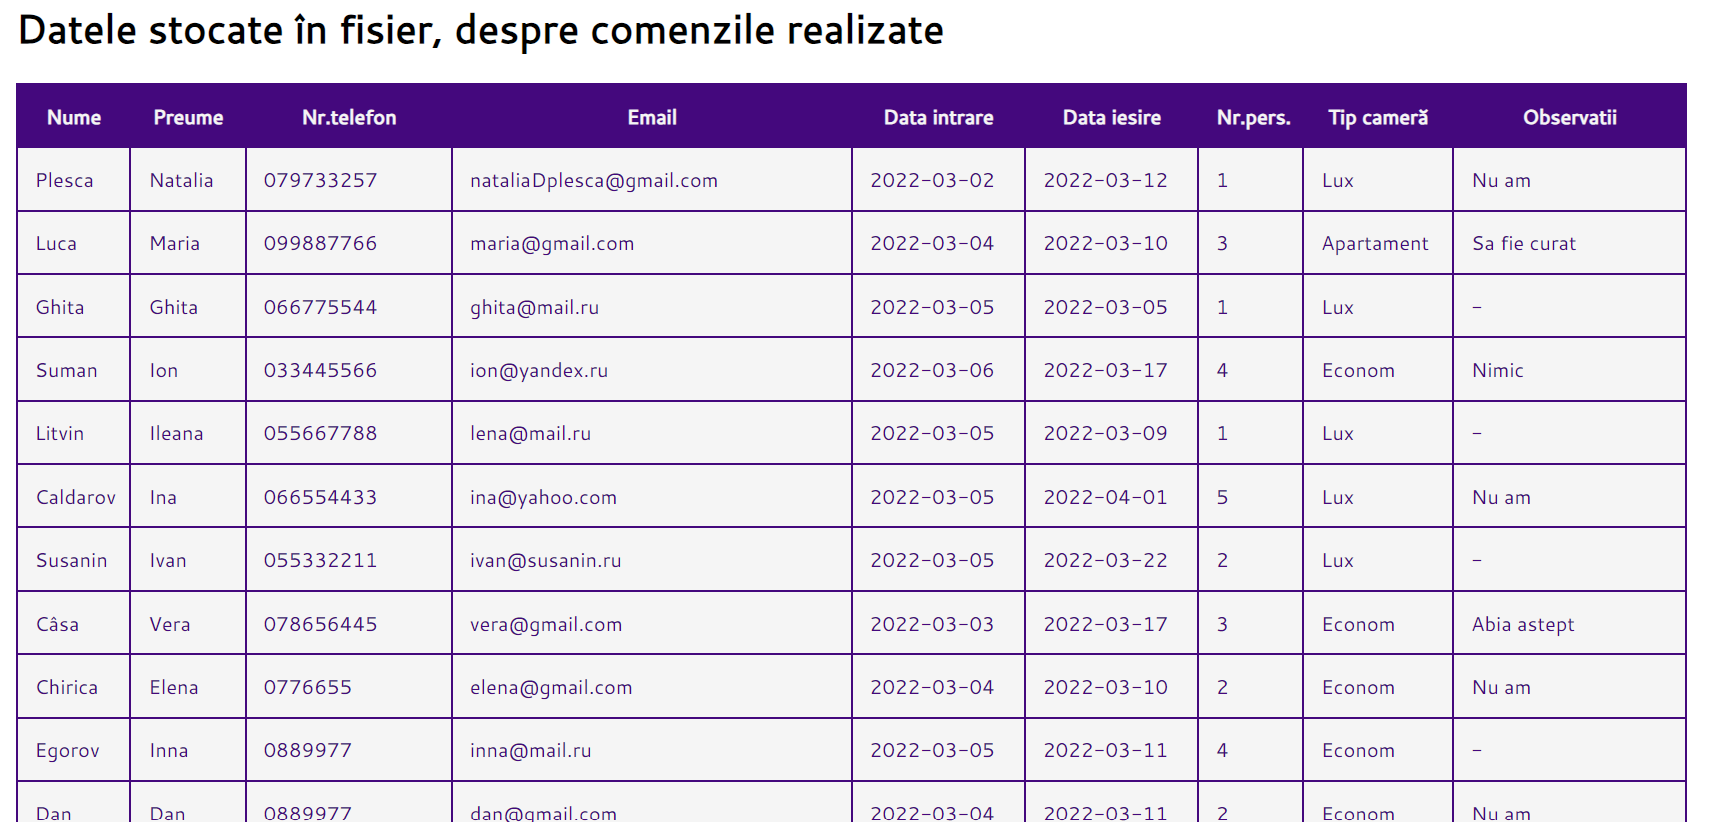 Datele stocate în fisier, despre comenzile realizate
Nume Preume Nr.telefon Email Data intrare Data iesire Nr.pers. Tip cameră Observatii
Plesca Natalia 079733257 nataliaDplesca@gmail.com 2022-03-02 2022-03-12 1 Lux Nu am
Luca Maria 099887766 maria@gmail.com 2022-03-04 2022-03-10 3 Apartament Sa fie curat
Ghita Ghita 066775544 ghita@mail.ru 2022-03-05 2022-03-05 1 Lux -
Suman Ion 033445566 ion@yandex.ru 2022-03-06 2022-03-17 4 Econom Nimic
Litvin Ileana 055667788 lena@mail.ru 2022-03-05 2022-03-09 1 Lux -
Caldarov Ina 066554433 ina@yahoo.com 2022-03-05 2022-04-01 5 Lux Nu am
Susanin Ivan 055332211 ivan@susanin.ru 2022-03-05 2022-03-22 2 Lux -
Câsa Vera 078656445 vera@gmail.com 2022-03-03 2022-03-17 3 Econom Abia astept
Chirica Elena 0776655 elena@gmail.com 2022-03-04 2022-03-10 2 Econom Nu am
Egorov Inna 0889977 inna@mail.ru 2022-03-05 2022-03-11 4 Econom -
Dan Dan 0889977 dan@gmail.com 2022-03-04 2022-03-11 2 Econom Nu am